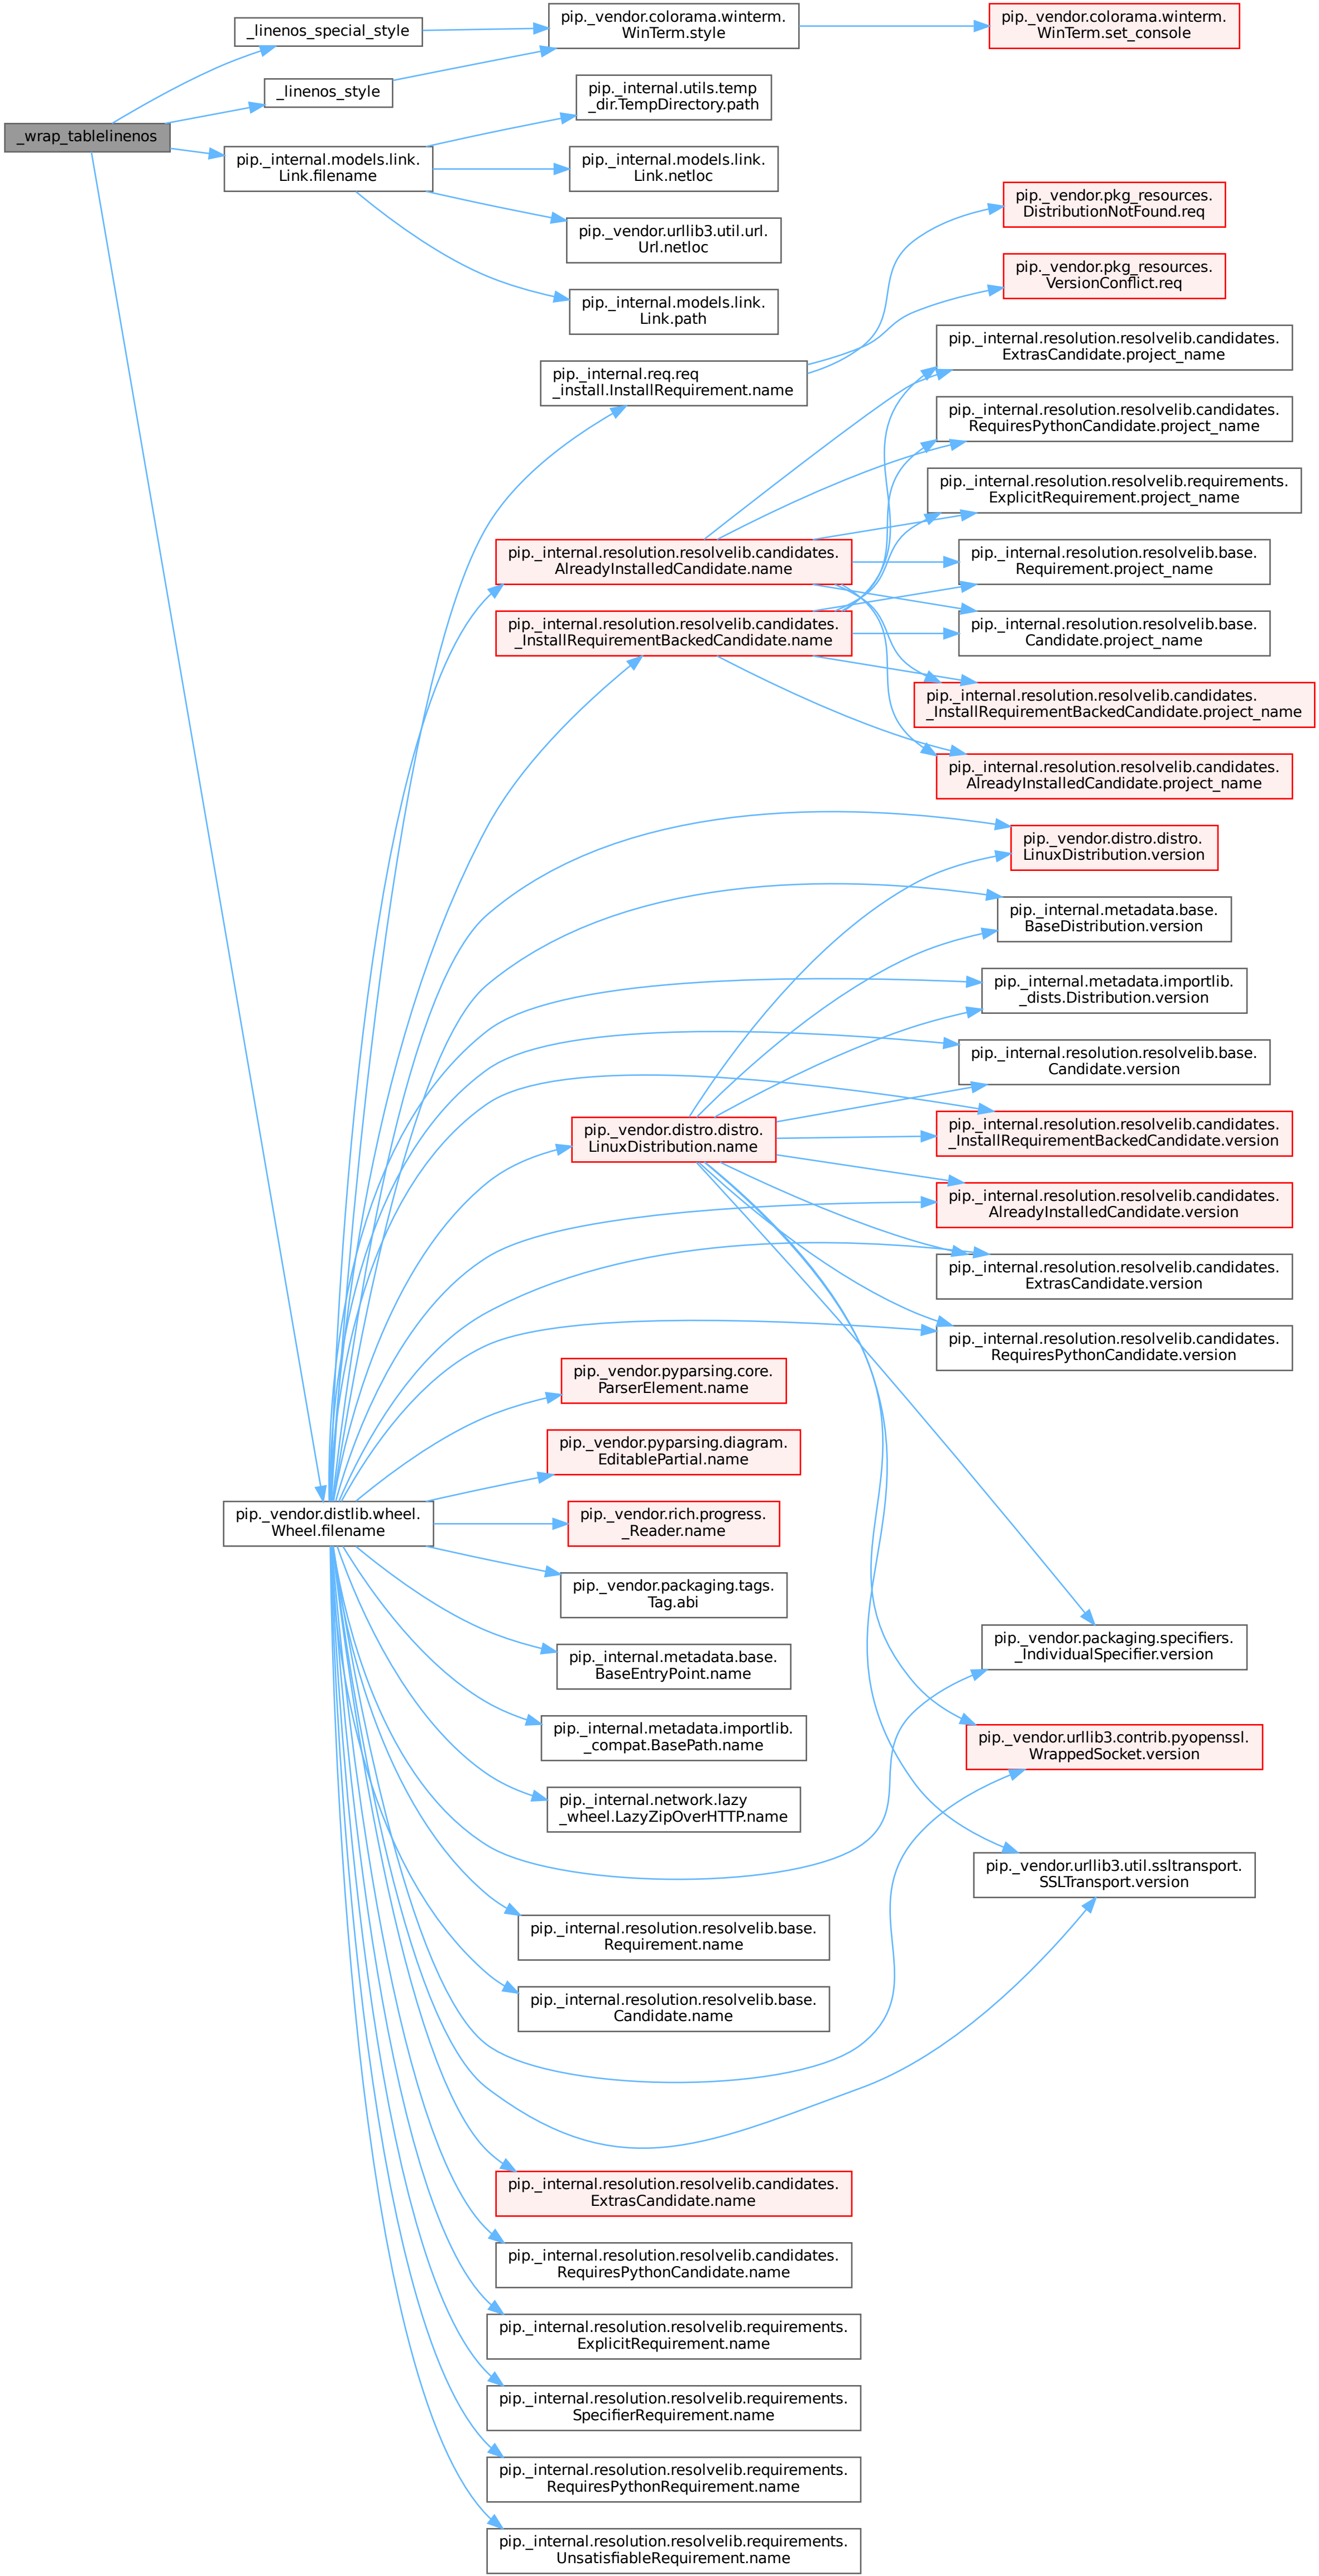 _linenos_special_style
pip._vendor.colorama.winterm.
WinTerm.style
pip._vendor.colorama.winterm.
WinTerm.set_console
_linenos_style
pip._internal.utils.temp
_dir.TempDirectory.path
_wrap_tablelinenos
pip._internal.models.link.
Link.filename
pip._internal.models.link.
Link.netloc
pip._vendor.pkg_resources.
DistributionNotFound.req
pip._vendor.urllib3.util.url.
Url.netloc
pip._vendor.pkg_resources.
VersionConflict.req
pip._internal.models.link.
Link.path
pip._internal.resolution.resolvelib.candidates.
ExtrasCandidate.project_name
pip._internal.req.req
_install.InstallRequirement.name
pip._internal.resolution.resolvelib.candidates.
RequiresPythonCandidate.project_name
pip._internal.resolution.resolvelib.requirements.
ExplicitRequirement.project_name
pip._internal.resolution.resolvelib.candidates.
AlreadyInstalledCandidate.name
pip._internal.resolution.resolvelib.base.
Requirement.project_name
pip._internal.resolution.resolvelib.candidates.
_InstallRequirementBackedCandidate.name
pip._internal.resolution.resolvelib.base.
Candidate.project_name
pip._internal.resolution.resolvelib.candidates.
_InstallRequirementBackedCandidate.project_name
pip._internal.resolution.resolvelib.candidates.
AlreadyInstalledCandidate.project_name
pip._vendor.distro.distro.
LinuxDistribution.version
pip._internal.metadata.base.
BaseDistribution.version
pip._internal.metadata.importlib.
_dists.Distribution.version
pip._internal.resolution.resolvelib.base.
Candidate.version
pip._vendor.distro.distro.
LinuxDistribution.name
pip._internal.resolution.resolvelib.candidates.
_InstallRequirementBackedCandidate.version
pip._internal.resolution.resolvelib.candidates.
AlreadyInstalledCandidate.version
pip._internal.resolution.resolvelib.candidates.
ExtrasCandidate.version
pip._internal.resolution.resolvelib.candidates.
RequiresPythonCandidate.version
pip._vendor.pyparsing.core.
ParserElement.name
pip._vendor.pyparsing.diagram.
EditablePartial.name
pip._vendor.distlib.wheel.
Wheel.filename
pip._vendor.rich.progress.
_Reader.name
pip._vendor.packaging.tags.
Tag.abi
pip._vendor.packaging.specifiers.
_IndividualSpecifier.version
pip._internal.metadata.base.
BaseEntryPoint.name
pip._internal.metadata.importlib.
_compat.BasePath.name
pip._vendor.urllib3.contrib.pyopenssl.
WrappedSocket.version
pip._internal.network.lazy
_wheel.LazyZipOverHTTP.name
pip._vendor.urllib3.util.ssltransport.
SSLTransport.version
pip._internal.resolution.resolvelib.base.
Requirement.name
pip._internal.resolution.resolvelib.base.
Candidate.name
pip._internal.resolution.resolvelib.candidates.
ExtrasCandidate.name
pip._internal.resolution.resolvelib.candidates.
RequiresPythonCandidate.name
pip._internal.resolution.resolvelib.requirements.
ExplicitRequirement.name
pip._internal.resolution.resolvelib.requirements.
SpecifierRequirement.name
pip._internal.resolution.resolvelib.requirements.
RequiresPythonRequirement.name
pip._internal.resolution.resolvelib.requirements.
UnsatisfiableRequirement.name